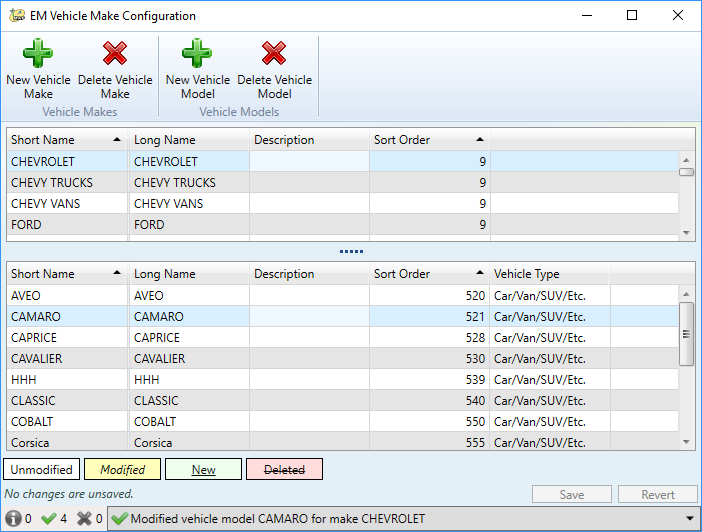 EM Vehicle Make Configuration
New Vehicle Make
Delete Vehicle Make
New Vehicle Model
Delete Vehicle Model
Vehicle Makes
Vehicle Models
Short Name Long Name Description Sort Order
CHEVROLET CHEVROLET 9
CHEVY TRUCKS CHEVY TRUCKS 9
CHEVY VANS CHEVY VANS 9
FORD FORD 9
Short Name Long Name Description Sort Order Vehicle Type
AVEO AVEO 520 Car/Van/SUV/Etc.
CAMARO CAMARO 521 Car/Van/SUV/Etc.
CAPRICE CAPRICE 528 Car/Van/SUV/Etc.
CAVALIER CAVALIER 530 Car/Van/SUV/Etc.
HHH HHH 539 Car/Van/SUV/Etc.
CLASSIC CLASSIC 540 Car/Van/SUV/Etc.
COBALT COBALT 550 Car/Van/SUV/Etc.
Corsica Corsica 555 Car/Van/SUV/Etc.
Unmodified Modified New Deleted
No changes are unsaved. Save Revert
0 4 0 Modified vehicle model CAMARO for make CHEVROLET